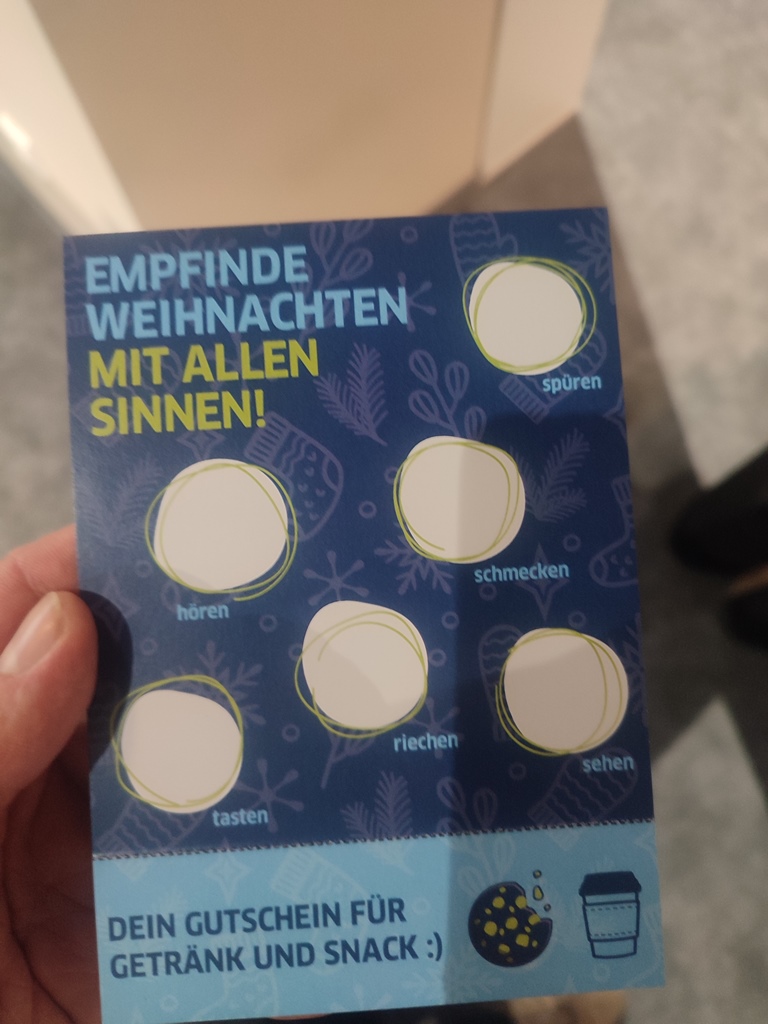 EMPFINDE
WEIHNACHTEN
MIT ALLEN
SINNEN!
spüren
schmecken
hören
riechen
sehen
tasten
DEIN GUTSCHEIN FÜR
GETRÄNK UND SNACK :)